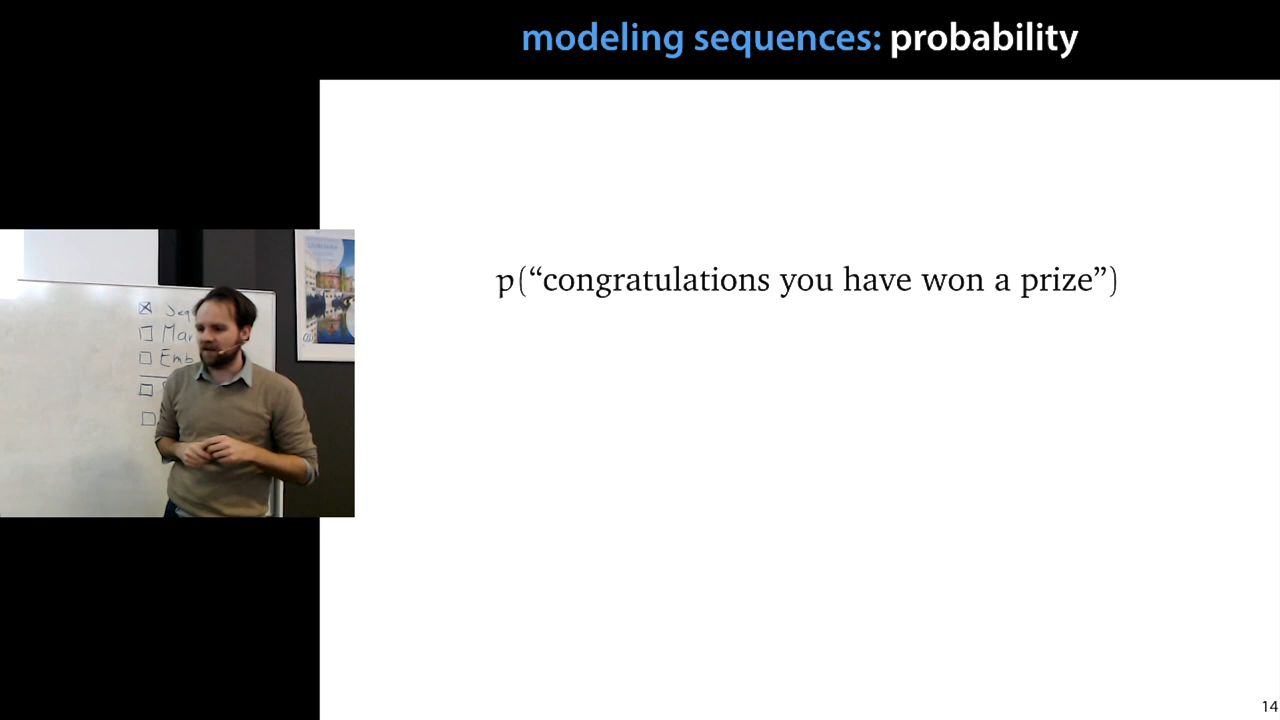 modeling sequences: probability
p(“congratulations you have won a prize”)
14